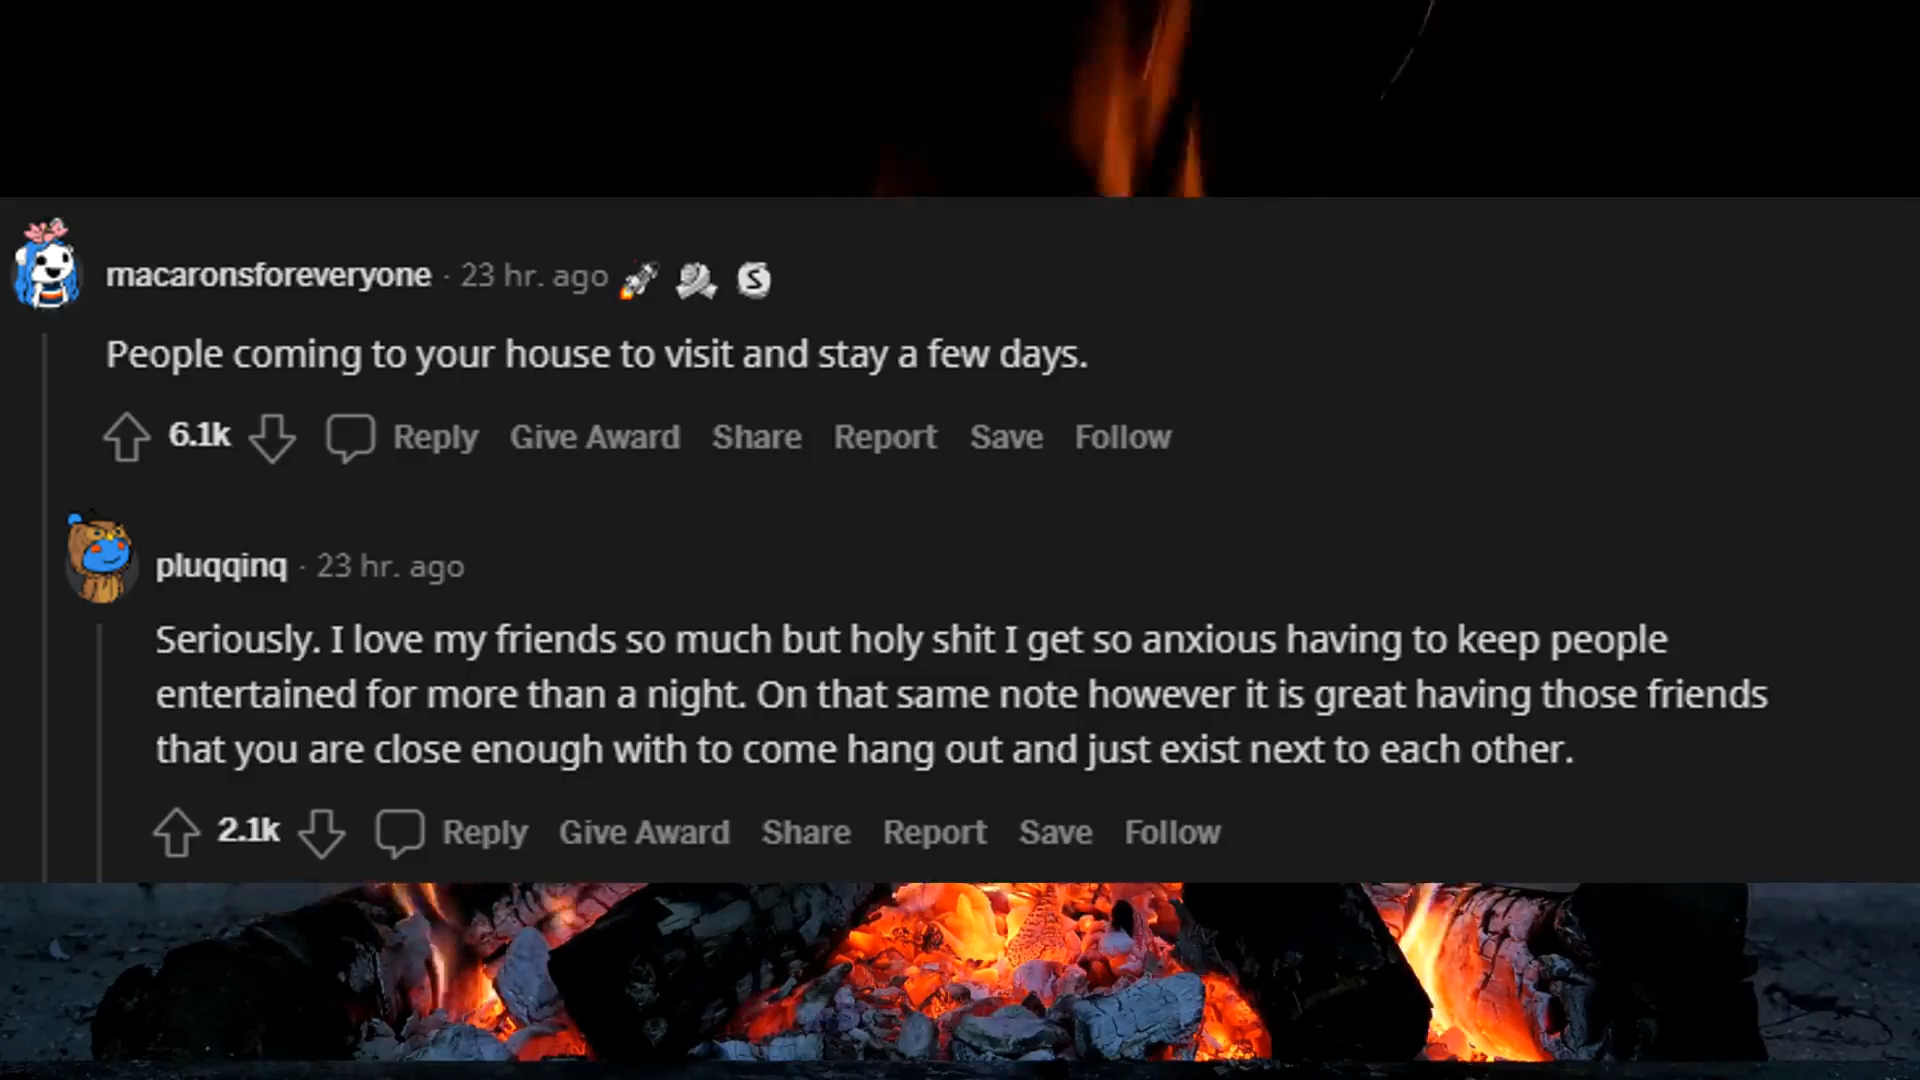 macaronsforeveryone · 23 hr. ago
People coming to your house to visit and stay a few days.
6.1k Reply Give Award Share Report Save Follow
pluqqinq · 23 hr. ago
Seriously. I love my friends so much but holy shit I get so anxious having to keep people
entertained for more than a night. On that same note however it is great having those friends
that you are close enough with to come hang out and just exist next to each other.
2.1k Reply Give Award Share Report Save Follow